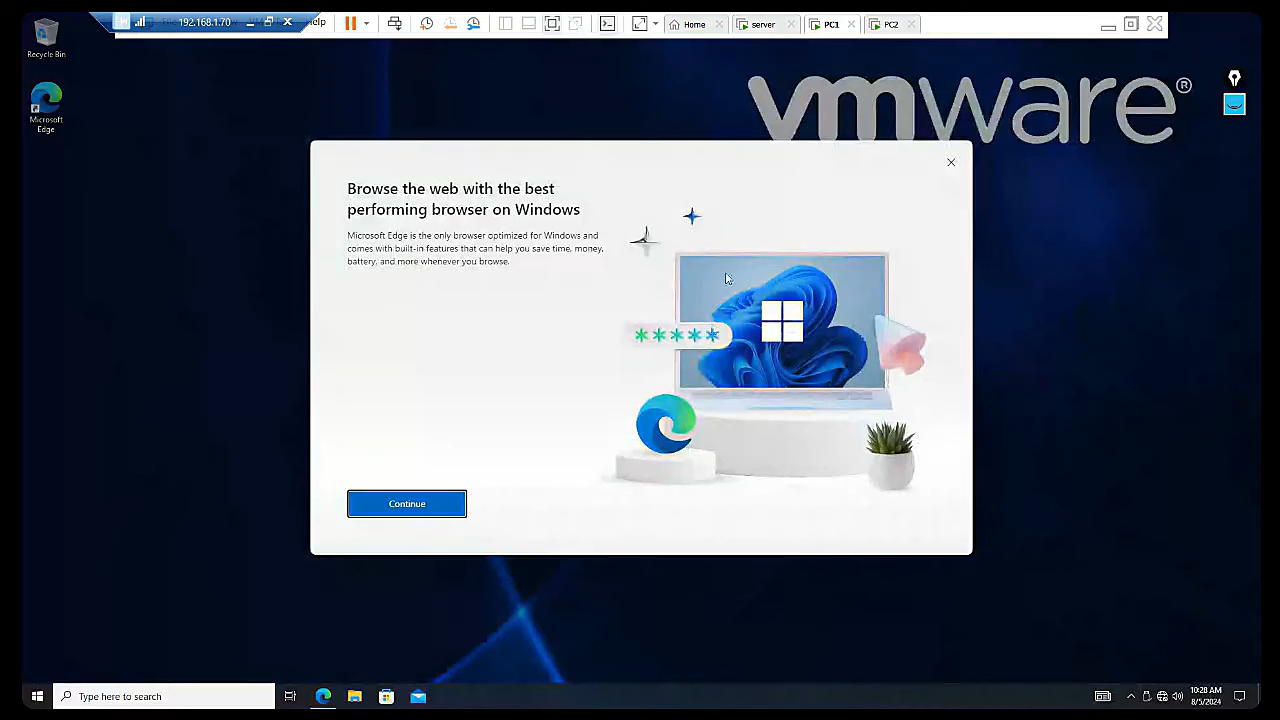 192.168.1.70
Help
Home
server
PC1
PC2
Recycle Bin
Microsoft
Edge
vmware®
Browse the web with the best
performing browser on Windows
Microsoft Edge is the only browser optimized for Windows and
comes with built-in features that can help you save time, money,
battery, and more whenever you browse.
Continue
Type here to search
10:28 AM
8/5/2024